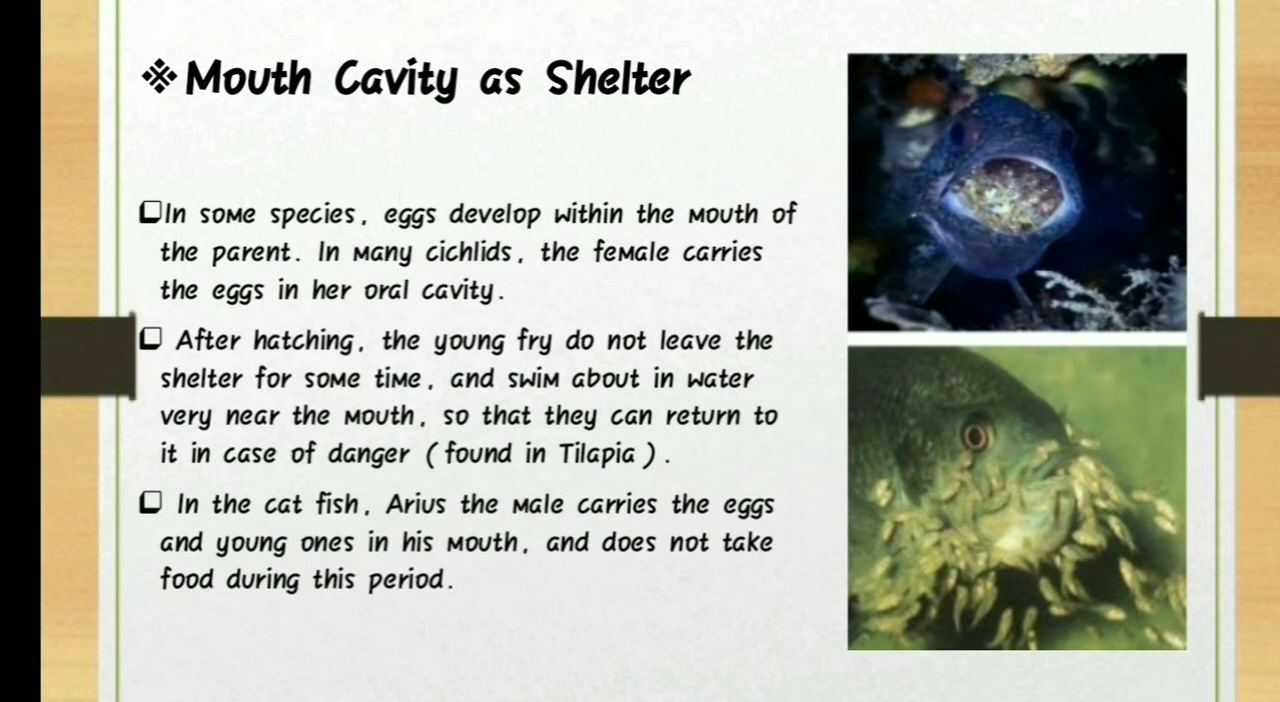 ❖Mouth Cavity as Shelter
❑In some species, eggs develop within the mouth of
the parent. In many cichlids, the female carries
the eggs in her oral cavity.
❑ After hatching, the young fry do not leave the
shelter for some time, and swim about in water
very near the mouth, so that they can return to
it in case of danger ( found in Tilapia ) .
❑ In the cat fish, Arius the male carries the eggs
and young ones in his mouth, and does not take
food during this period.